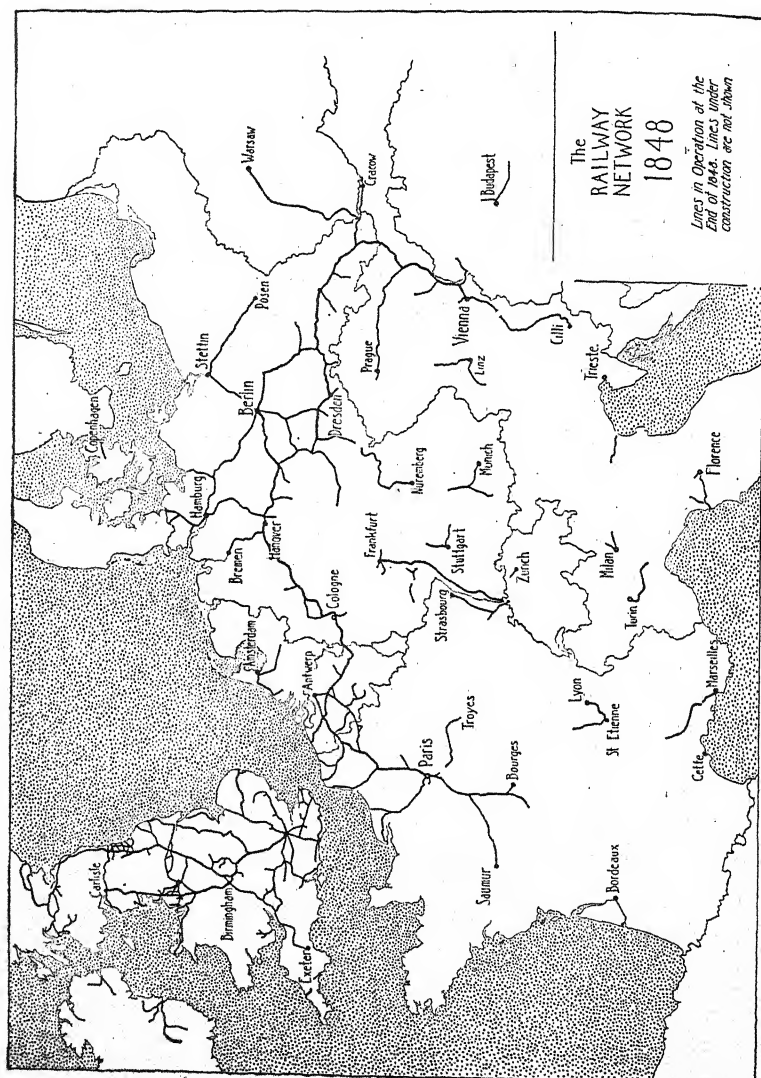 The
RAILWAY
NETWORK
1848
Lines in Operation at the
End of 1848. Lines under
construction are not shown.
Carlisle
Birmingham
Exeter
Copenhagen
Hamburg
Bremen
Hanover
Amsterdam
Antwerp
Cologne
Stettin
Posen
Berlin
Dresden
Warsaw
Cracow
Prague
Frankfurt
Nurenberg
Stuttgart
Munich
Strasbourg
Linz
Vienna
Budapest
Cilli
Trieste
Zurich
Milan
Turin
Florence
Paris
Troyes
Bourges
Saumur
Lyon
St Etienne
Marseilles
Cette
Bordeaux